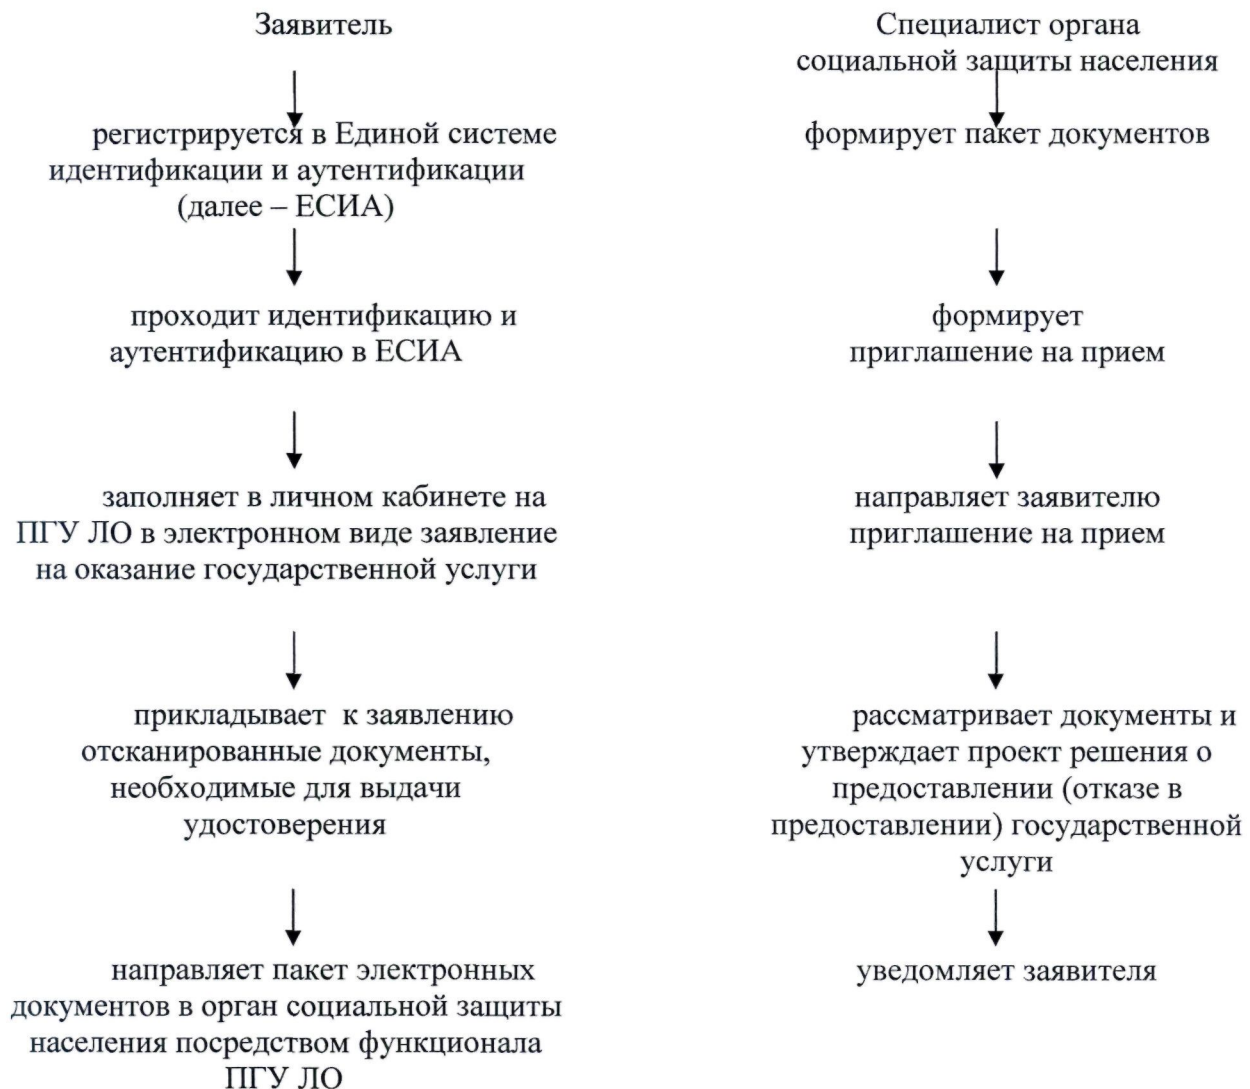 Заявитель
регистрируется в Единой системе
идентификации и аутентификации
(далее – ЕСИА)
проходит идентификацию и
аутентификацию в ЕСИА
заполняет в личном кабинете на
ПГУ ЛО в электронном виде заявление
на оказание государственной услуги
прикладывает к заявлению
отсканированные документы,
необходимые для выдачи
удостоверения
направляет пакет электронных
документов в орган социальной защиты
населения посредством функционала
ПГУ ЛО
Специалист органа
социальной защиты населения
формирует пакет документов
формирует
приглашение на прием
направляет заявителю
приглашение на прием
рассматривает документы и
утверждает проект решения о
предоставлении (отказе в
предоставлении) государственной
услуги
уведомляет заявителя